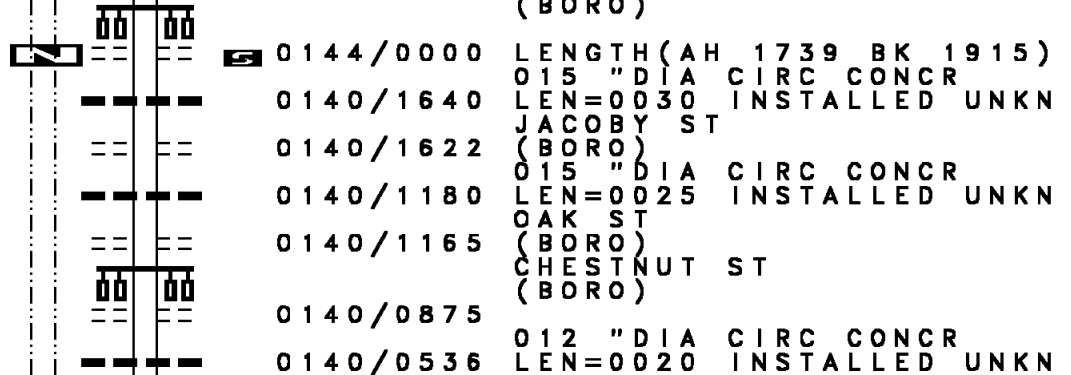 (BORO)
N
S 0144/0000 LENGTH(AH 1739 BK 1915)
015 "DIA CIRC CONCR
0140/1640 LEN=0030 INSTALLED UNKN
JACOBY ST
0140/1622 (BORO)
015 "DIA CIRC CONCR
0140/1180 LEN=0025 INSTALLED UNKN
OAK ST
0140/1165 (BORO)
CHESTNUT ST
(BORO)
0140/0875
012 "DIA CIRC CONCR
0140/0536 LEN=0020 INSTALLED UNKN